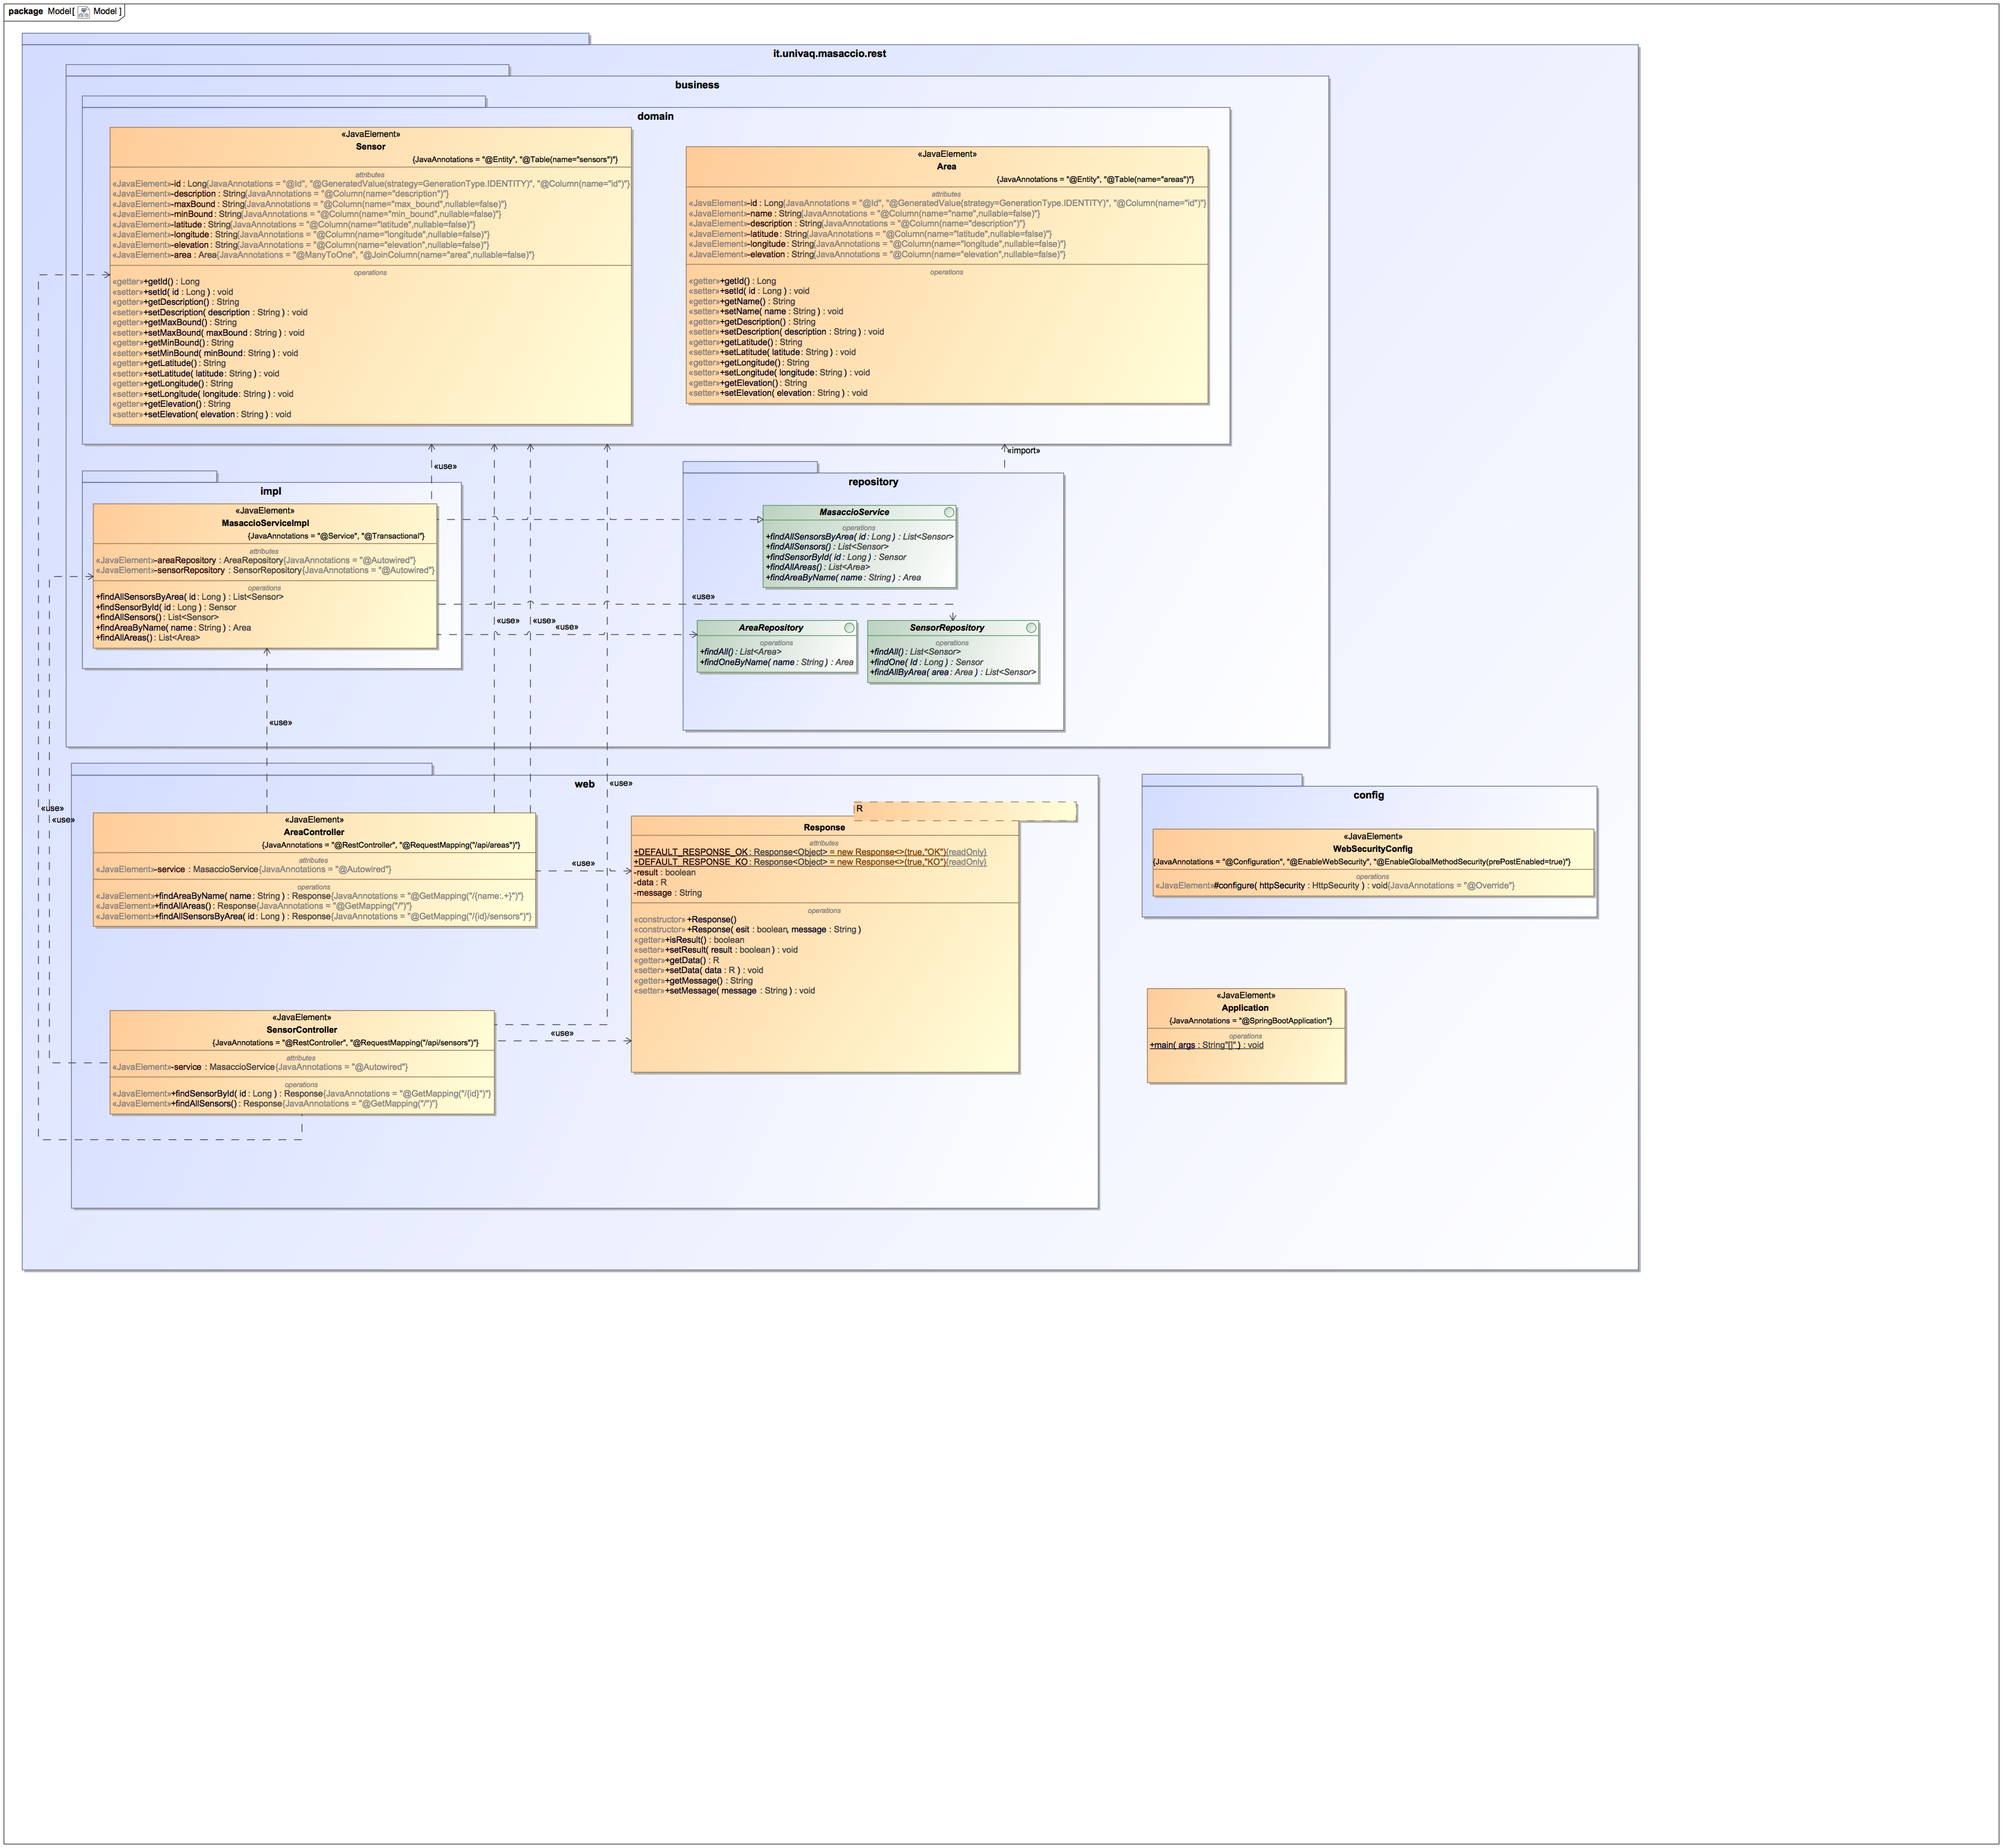 package Model[ Model ]
it.univaq.masaccio.rest
business
domain
«JavaElement»
Sensor
{JavaAnnotations = "@Entity", "@Table(name="sensors")"}
attributes
«JavaElement»-id : Long{JavaAnnotations = "@Id", "@GeneratedValue(strategy=GenerationType.IDENTITY)", "@Column(name="id")"}
«JavaElement»-description : String{JavaAnnotations = "@Column(name="description")"}
«JavaElement»-maxBound : String{JavaAnnotations = "@Column(name="max_bound",nullable=false)"}
«JavaElement»-minBound : String{JavaAnnotations = "@Column(name="min_bound",nullable=false)"}
«JavaElement»-latitude : String{JavaAnnotations = "@Column(name="latitude",nullable=false)"}
«JavaElement»-longitude : String{JavaAnnotations = "@Column(name="longitude",nullable=false)"}
«JavaElement»-elevation : String{JavaAnnotations = "@Column(name="elevation",nullable=false)"}
«JavaElement»-area : Area{JavaAnnotations = "@ManyToOne", "@JoinColumn(name="area",nullable=false)"}
operations
«getter»+getId() : Long
«setter»+setId( id : Long ) : void
«getter»+getDescription() : String
«setter»+setDescription( description : String ) : void
«getter»+getMaxBound() : String
«setter»+setMaxBound( maxBound : String ) : void
«getter»+getMinBound() : String
«setter»+setMinBound( minBound : String ) : void
«getter»+getLatitude() : String
«setter»+setLatitude( latitude : String ) : void
«getter»+getLongitude() : String
«setter»+setLongitude( longitude : String ) : void
«getter»+getElevation() : String
«setter»+setElevation( elevation : String ) : void
«JavaElement»
Area
{JavaAnnotations = "@Entity", "@Table(name="areas")"}
attributes
«JavaElement»-id : Long{JavaAnnotations = "@Id", "@GeneratedValue(strategy=GenerationType.IDENTITY)", "@Column(name="id")"}
«JavaElement»-name : String{JavaAnnotations = "@Column(name="name",nullable=false)"}
«JavaElement»-description : String{JavaAnnotations = "@Column(name="description")"}
«JavaElement»-latitude : String{JavaAnnotations = "@Column(name="latitude",nullable=false)"}
«JavaElement»-longitude : String{JavaAnnotations = "@Column(name="longitude",nullable=false)"}
«JavaElement»-elevation : String{JavaAnnotations = "@Column(name="elevation",nullable=false)"}
operations
«getter»+getId() : Long
«setter»+setId( id : Long ) : void
«getter»+getName() : String
«setter»+setName( name : String ) : void
«getter»+getDescription() : String
«setter»+setDescription( description : String ) : void
«getter»+getLatitude() : String
«setter»+setLatitude( latitude : String ) : void
«getter»+getLongitude() : String
«setter»+setLongitude( longitude : String ) : void
«getter»+getElevation() : String
«setter»+setElevation( elevation : String ) : void
«use»
«import»
impl
«JavaElement»
MasaccioServiceImpl
{JavaAnnotations = "@Service", "@Transactional"}
attributes
«JavaElement»-areaRepository : AreaRepository{JavaAnnotations = "@Autowired"}
«JavaElement»-sensorRepository : SensorRepository{JavaAnnotations = "@Autowired"}
operations
+findAllSensorsByArea( id : Long ) : List<Sensor>
+findSensorById( id : Long ) : Sensor
+findAllSensors() : List<Sensor>
+findAreaByName( name : String ) : Area
+findAllAreas() : List<Area>
repository
MasaccioService
operations
+findAllSensorsByArea( id : Long ) : List<Sensor>
+findAllSensors() : List<Sensor>
+findSensorById( id : Long ) : Sensor
+findAllAreas() : List<Area>
+findAreaByName( name : String ) : Area
«use»
«use»
«use»
«use»
AreaRepository
operations
+findAll() : List<Area>
+findOneByName( name : String ) : Area
SensorRepository
operations
+findAll() : List<Sensor>
+findOne( Id : Long ) : Sensor
+findAllByArea( area : Area ) : List<Sensor>
«use»
web
«use»
«use»
«use»
«JavaElement»
AreaController
{JavaAnnotations = "@RestController", "@RequestMapping("/api/areas")"}
attributes
«JavaElement»-service : MasaccioService{JavaAnnotations = "@Autowired"}
operations
«JavaElement»+findAreaByName( name : String ) : Response{JavaAnnotations = "@GetMapping("/{name:.+}")"}
«JavaElement»+findAllAreas() : Response{JavaAnnotations = "@GetMapping("/")"}
«JavaElement»+findAllSensorsByArea( id : Long ) : Response{JavaAnnotations = "@GetMapping("/{id}/sensors")"}
«use»
R
Response
attributes
+DEFAULT_RESPONSE_OK : Response<Object> = new Response<>(true,"OK"){readOnly}
+DEFAULT_RESPONSE_KO : Response<Object> = new Response<>(true,"KO"){readOnly}
-result : boolean
-data : R
-message : String
operations
«constructor» +Response()
«constructor» +Response( esit : boolean, message : String )
«getter»+isResult() : boolean
«setter»+setResult( result : boolean ) : void
«getter»+getData() : R
«setter»+setData( data : R ) : void
«getter»+getMessage() : String
«setter»+setMessage( message : String ) : void
«JavaElement»
SensorController
{JavaAnnotations = "@RestController", "@RequestMapping("/api/sensors")"}
attributes
«JavaElement»-service : MasaccioService{JavaAnnotations = "@Autowired"}
operations
«JavaElement»+findSensorById( id : Long ) : Response{JavaAnnotations = "@GetMapping("/{id}")"}
«JavaElement»+findAllSensors() : Response{JavaAnnotations = "@GetMapping("/")"}
«use»
config
«JavaElement»
WebSecurityConfig
{JavaAnnotations = "@Configuration", "@EnableWebSecurity", "@EnableGlobalMethodSecurity(prePostEnabled=true)"}
operations
«JavaElement»#configure( httpSecurity : HttpSecurity ) : void{JavaAnnotations = "@Override"}
«JavaElement»
Application
{JavaAnnotations = "@SpringBootApplication"}
operations
+main( args : String"[]" ) : void